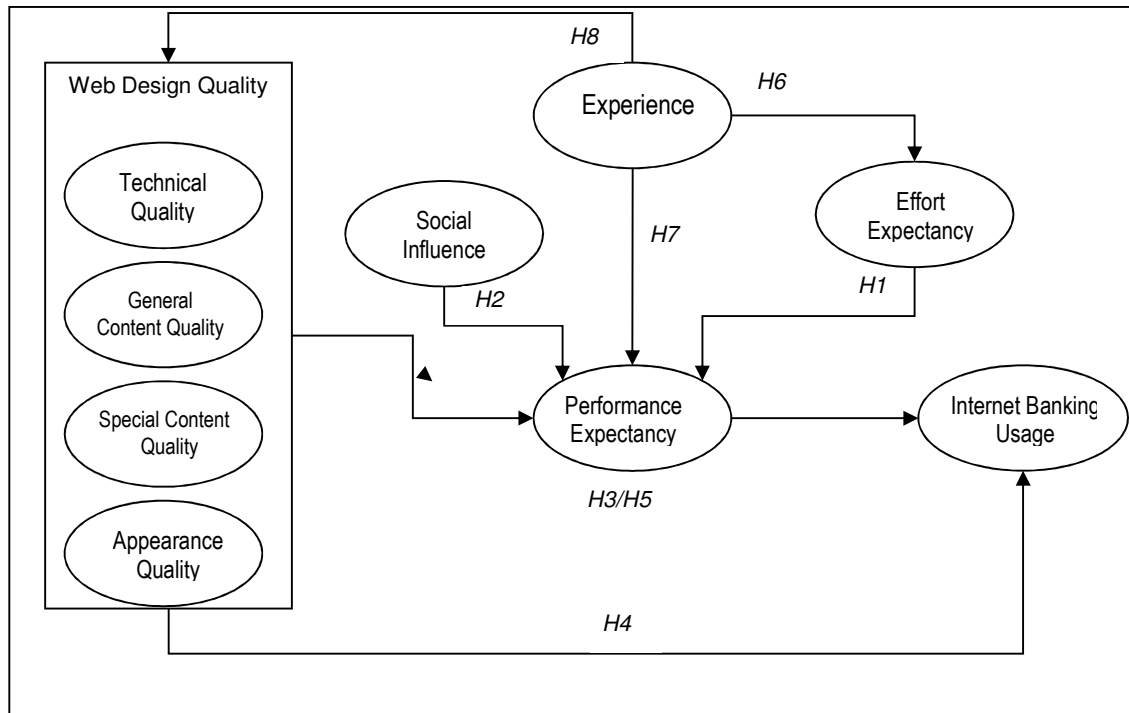 H8
Web Design Quality
Experience
H6
Technical
Quality
Social
Influence
Effort
Expectancy
H7
H1
H2
General
Content Quality
Special Content
Quality
Performance
Expectancy
Internet Banking
Usage
H3/H5
Appearance
Quality
H4